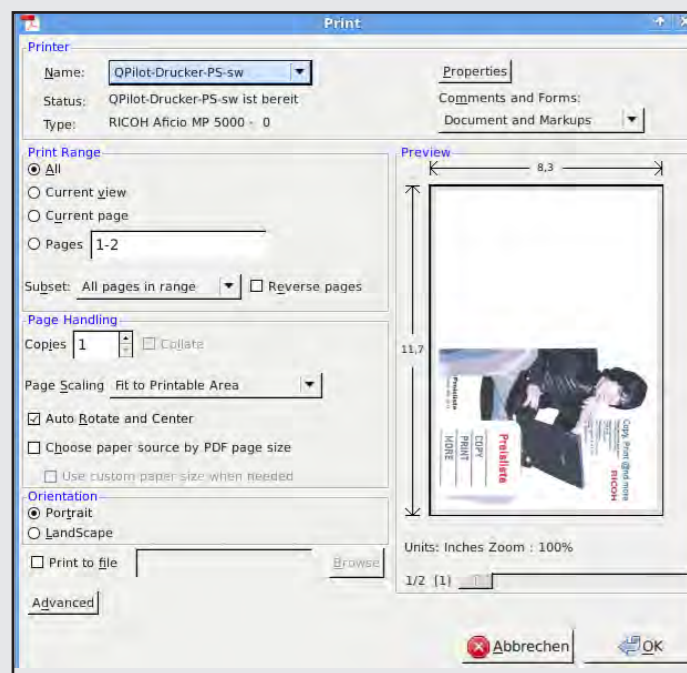 Print
Printer
Name: QPilot-Drucker-PS-sw
Properties
Status: QPilot-Drucker-PS-sw ist bereit
Comments and Forms:
Type: RICOH Aficio MP 5000 - 0
Document and Markups
Print Range
All
Current view
Current page
Pages 1-2
Subset: All pages in range
Reverse pages
Page Handling
Copies 1
Collate
Page Scaling Fit to Printable Area
Auto Rotate and Center
Choose paper source by PDF page size
Use custom paper size when needed
Orientation
Portrait
LandScape
Print to file
Browse
Advanced
Preview
8,3
11,7
Preisliste
Preisliste
COPY
PRINT
MORE
Copy, Print @nd more
RICOH
Units: Inches Zoom : 100%
1/2 (1)
Abbrechen
OK